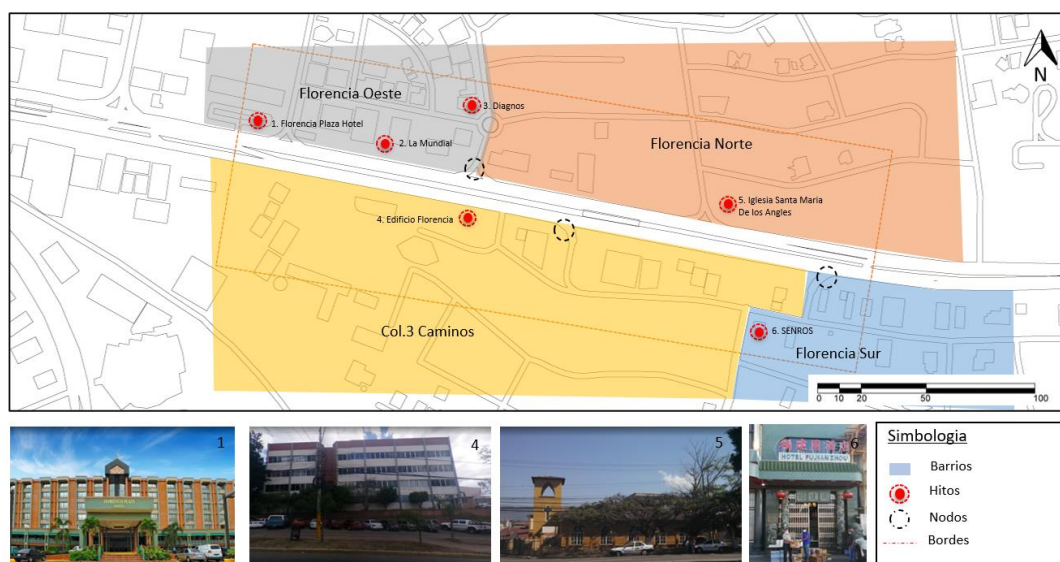 N
Florencia Oeste
3. Diagnos
1. Florencia Plaza Hotel
2. La Mundial
Florencia Norte
5. Iglesia Santa Maria
De los Angles
4. Edificio Florencia
Col.3 Caminos
6. SENROS
Florencia Sur
0 10 20 50 100
1
4
5
6
HOTEL FUJIANZHOU
Simbologia
Barrios
Hitos
Nodos
Bordes